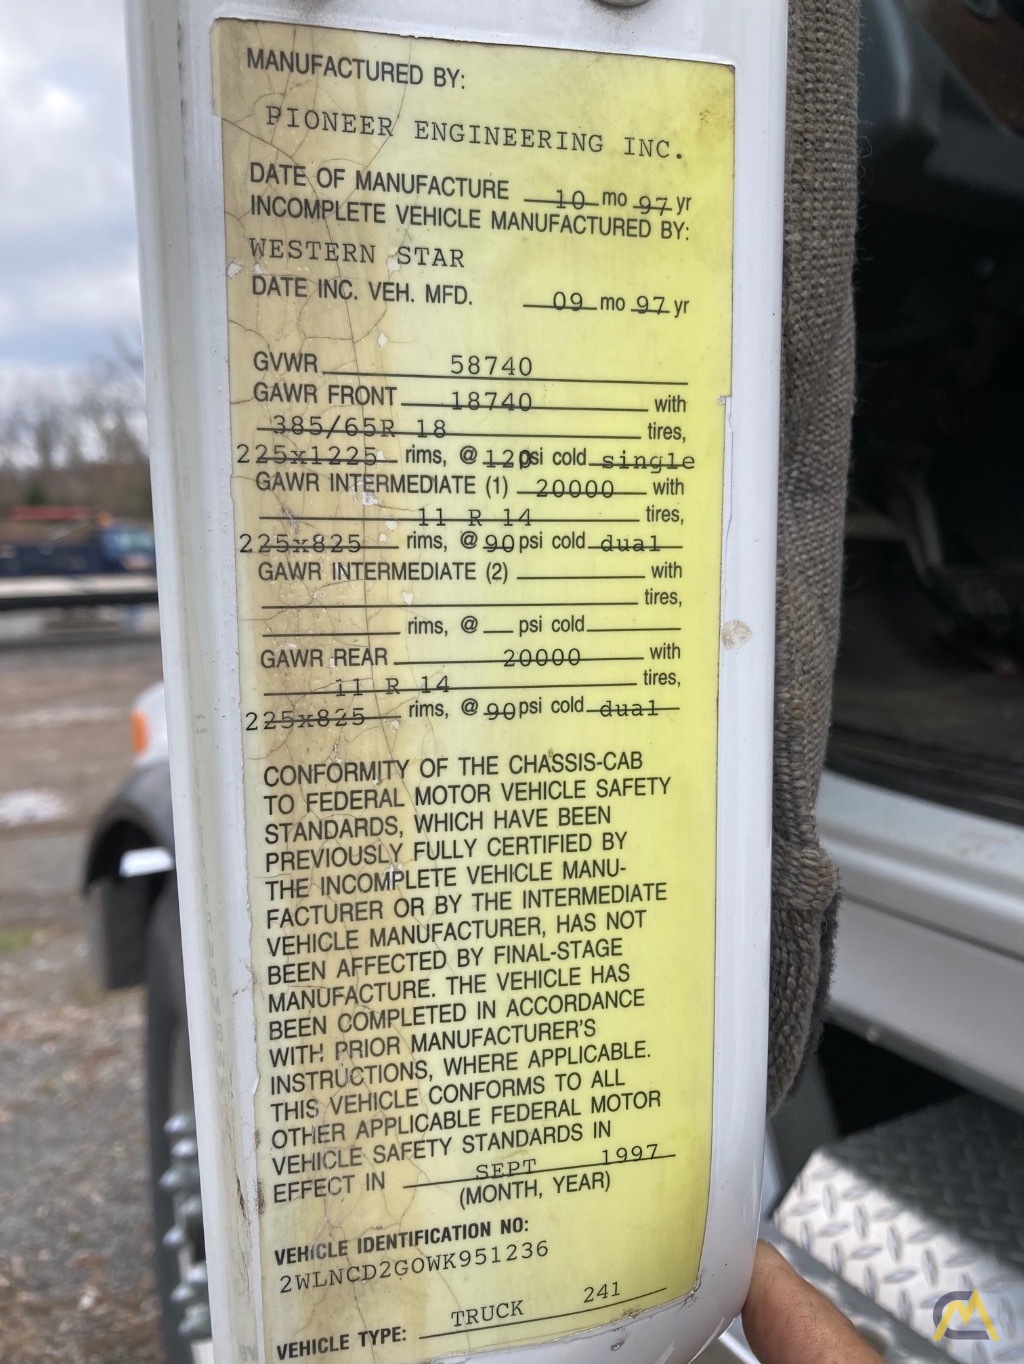 MANUFACTURED BY:
PIONEER ENGINEERING INC.
DATE OF MANUFACTURE 10 mo 97 yr
INCOMPLETE VEHICLE MANUFACTURED BY:
WESTERN STAR
DATE INC. VEH. MFD. 09 mo 97 yr
GVWR 58740
GAWR FRONT 18740 with
385/65R 18 tires,
225x1225 rims, @ 120 psi cold single
GAWR INTERMEDIATE (1) 20000 with
11 R 14 tires,
225x825 rims, @ 90 psi cold dual
GAWR INTERMEDIATE (2) with
tires,
rims, @ psi cold
GAWR REAR 20000 with
11 R 14 tires,
225x825 rims, @ 90 psi cold dual
CONFORMITY OF THE CHASSIS-CAB
TO FEDERAL MOTOR VEHICLE SAFETY
STANDARDS, WHICH HAVE BEEN
PREVIOUSLY FULLY CERTIFIED BY
THE INCOMPLETE VEHICLE MANU-
FACTURER OR BY THE INTERMEDIATE
VEHICLE MANUFACTURER, HAS NOT
BEEN AFFECTED BY FINAL-STAGE
MANUFACTURE. THE VEHICLE HAS
BEEN COMPLETED IN ACCORDANCE
WITH PRIOR MANUFACTURER'S
INSTRUCTIONS, WHERE APPLICABLE.
THIS VEHICLE CONFORMS TO ALL
OTHER APPLICABLE FEDERAL MOTOR
VEHICLE SAFETY STANDARDS IN
EFFECT IN SEPT 1997
(MONTH, YEAR)
VEHICLE IDENTIFICATION NO:
2WLNCD2GOWK951236
VEHICLE TYPE: TRUCK 241